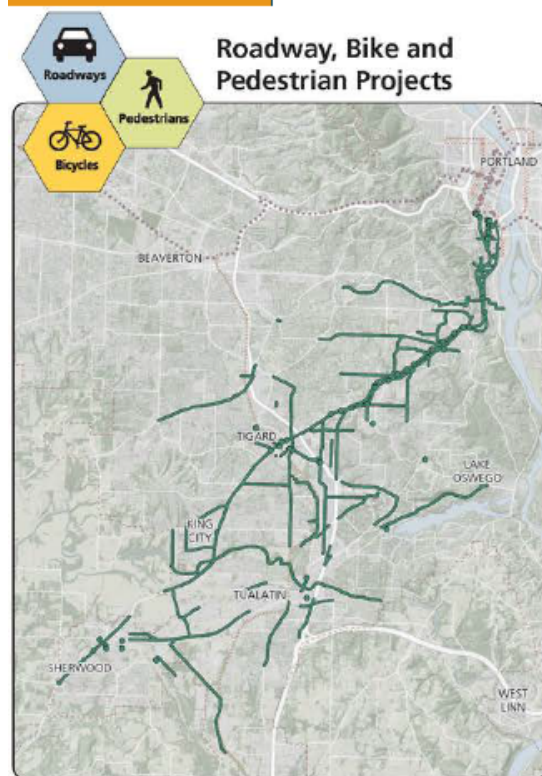 Roadway, Bike and
Pedestrian Projects
Roadways
Pedestrians
Bicycles
PORTLAND
BEAVERTON
TIGARD
LAKE
OSWEGO
KING
CITY
TUALATIN
SHERWOOD
WEST
LINN